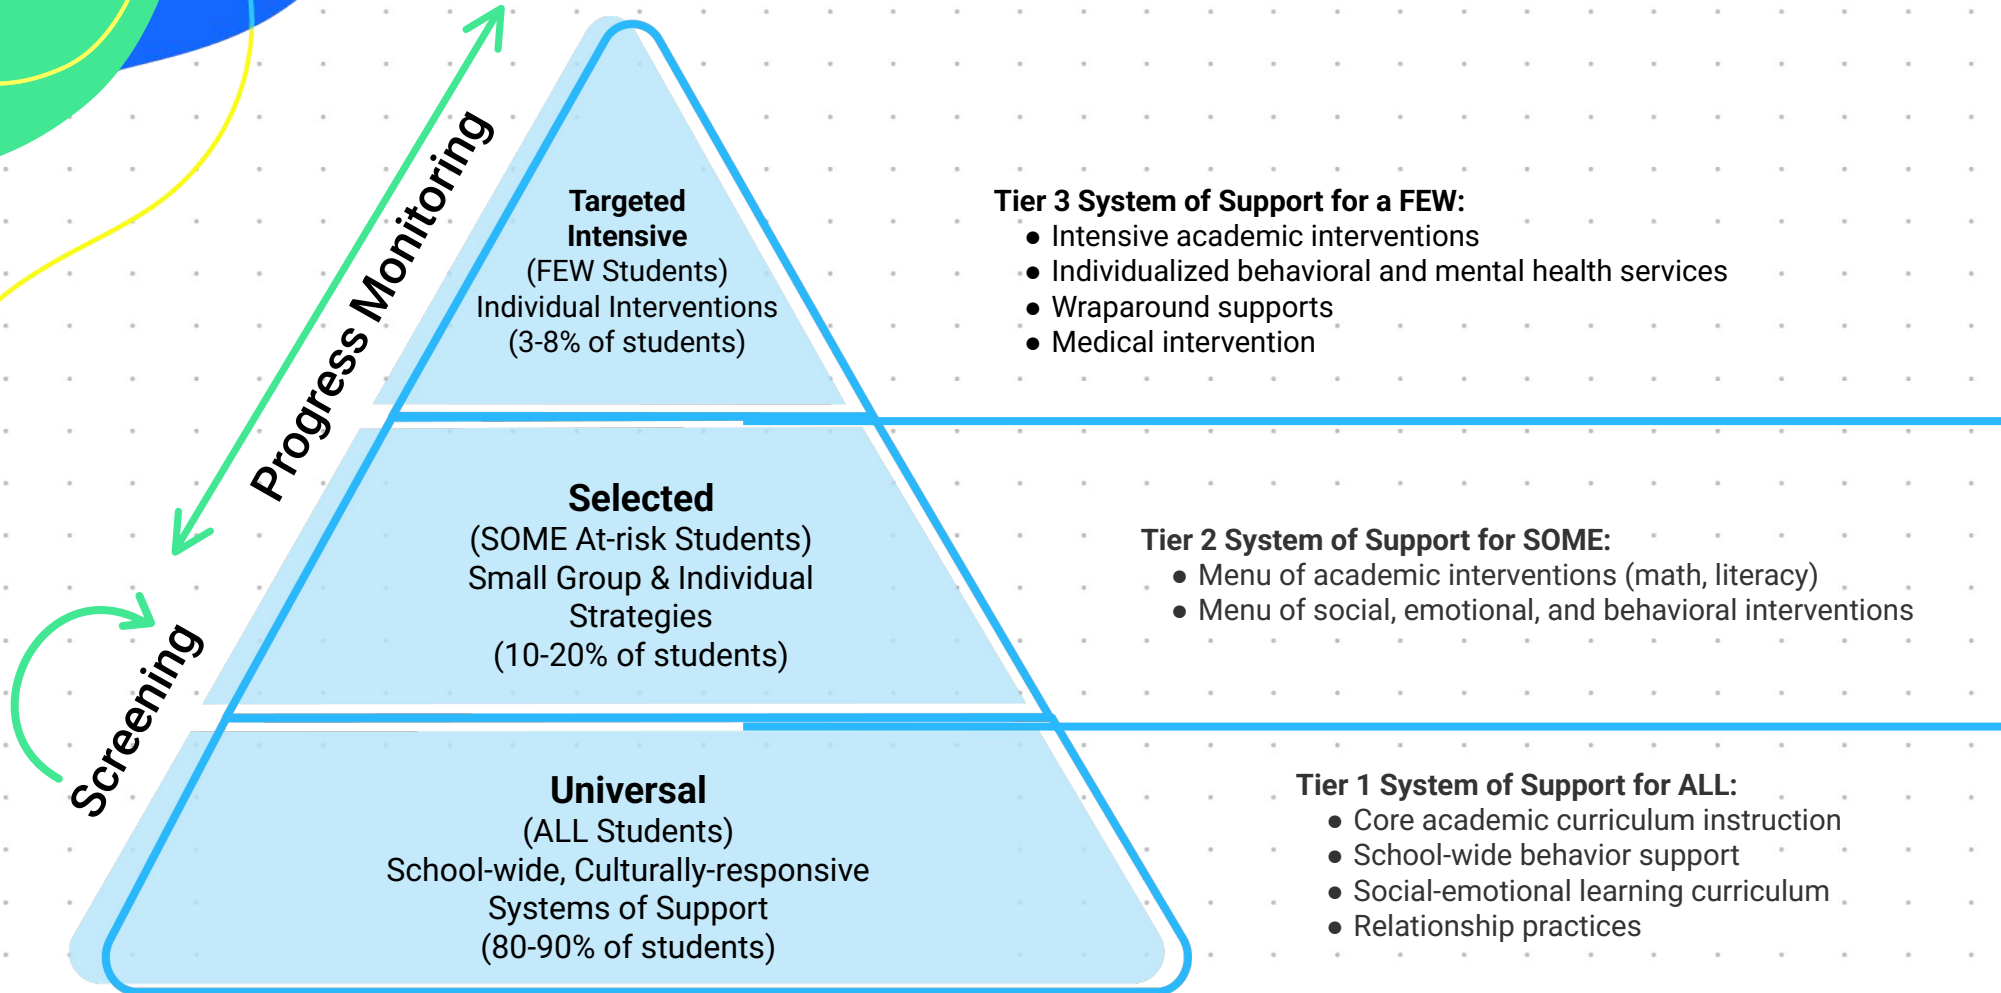 Progress Monitoring
Screening
Targeted
Intensive
(FEW Students)
Individual Interventions
(3-8% of students)
Tier 3 System of Support for a FEW:
● Intensive academic interventions
● Individualized behavioral and mental health services
● Wraparound supports
● Medical intervention
Selected
(SOME At-risk Students)
Small Group & Individual
Strategies
(10-20% of students)
Tier 2 System of Support for SOME:
● Menu of academic interventions (math, literacy)
● Menu of social, emotional, and behavioral interventions
Universal
(ALL Students)
School-wide, Culturally-responsive
Systems of Support
(80-90% of students)
Tier 1 System of Support for ALL:
● Core academic curriculum instruction
● School-wide behavior support
● Social-emotional learning curriculum
● Relationship practices